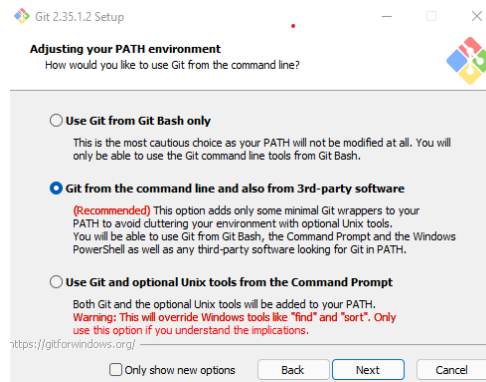 Git 2.35.1.2 Setup
Adjusting your PATH environment
How would you like to use Git from the command line?
Use Git from Git Bash only
This is the most cautious choice as your PATH will not be modified at all. You will
only be able to use the Git command line tools from Git Bash.
Git from the command line and also from 3rd-party software
(Recommended) This option adds only some minimal Git wrappers to your
PATH to avoid cluttering your environment with optional Unix tools.
You will be able to use Git from Git Bash, the Command Prompt and the Windows
PowerShell as well as any third-party software looking for Git in PATH.
Use Git and optional Unix tools from the Command Prompt
Both Git and the optional Unix tools will be added to your PATH.
Warning: This will override Windows tools like "find" and "sort". Only
use this option if you understand the implications.
https://gitforwindows.org/
Only show new options
Back
Next
Cancel